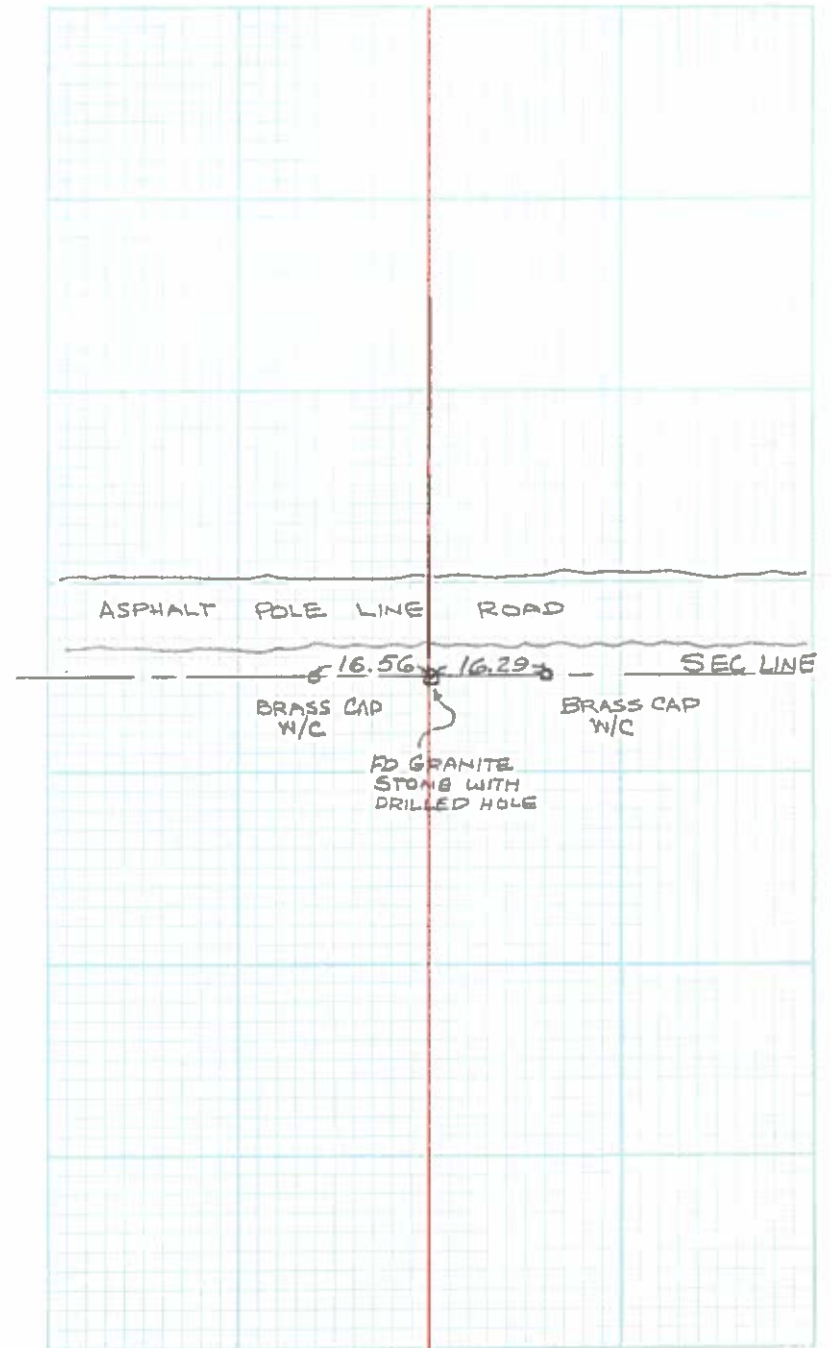 ASPHALT POLE LINE ROAD
16.56 16.29 SEC LINE
BRASS CAP
W/C
BRASS CAP
W/C
FD GRANITE
STONE WITH
DRILLED HOLE